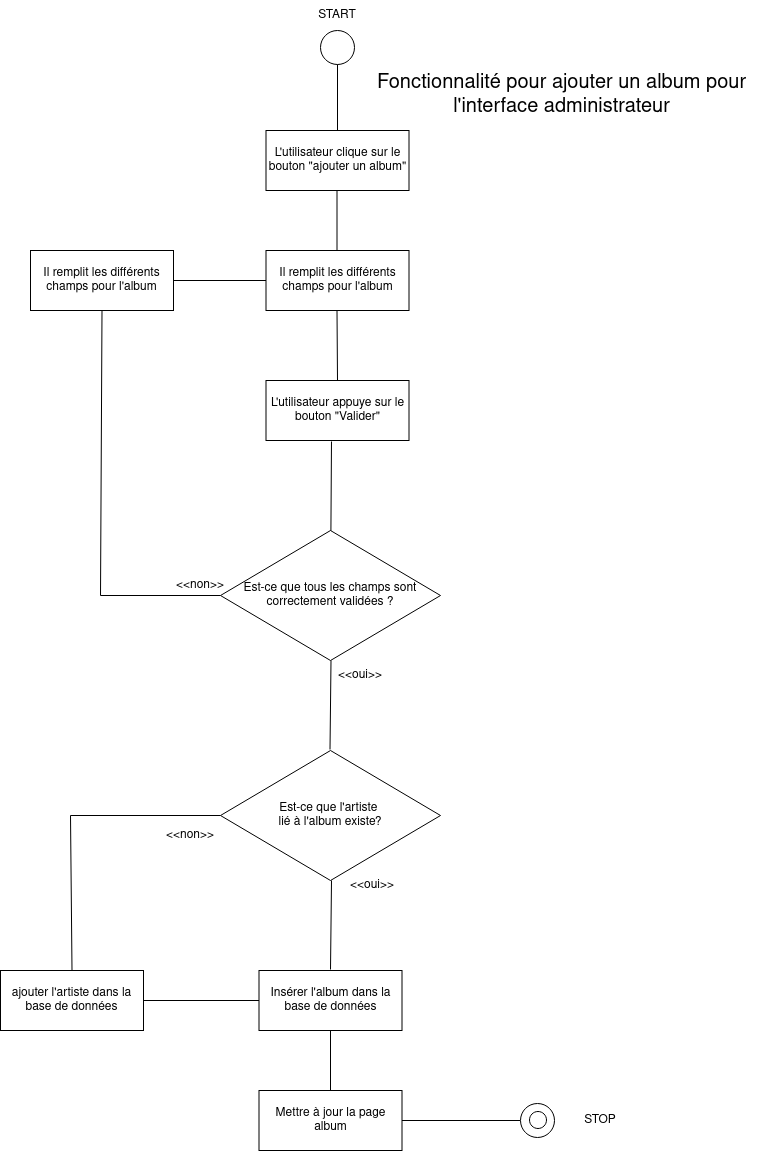 START
Fonctionnalité pour ajouter un album pour
l'interface administrateur
L'utilisateur clique sur le
bouton "ajouter un album"
Il remplit les différents
champs pour l'album
Il remplit les différents
champs pour l'album
L'utilisateur appuye sur le
bouton "Valider"
<<non>>
Est-ce que tous les champs sont
correctement validées ?
<<oui>>
Est-ce que l'artiste
lié à l'album existe?
<<non>>
<<oui>>
ajouter l'artiste dans la
base de données
Insérer l'album dans la
base de données
Mettre à jour la page
album
STOP